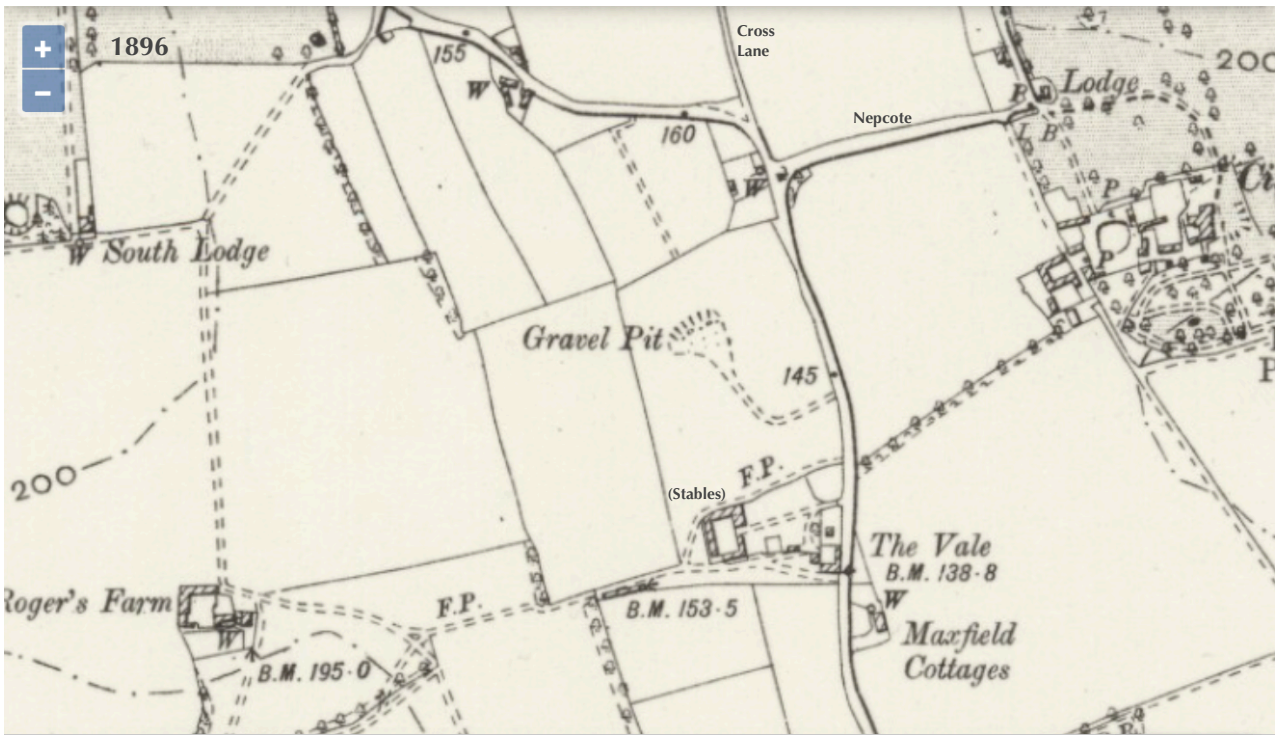 +
−
1896
Cross
Lane
155
W
160
Nepcote
Lodge
P
200
L B
W
P
Ci
W South Lodge
P
Gravel Pit
145
P
200
F.P.
(Stables)
The Vale
B.M. 138·8
Roger's Farm
F.P.
B.M. 153·5
W
W
B.M. 195·0
Maxfield
Cottages